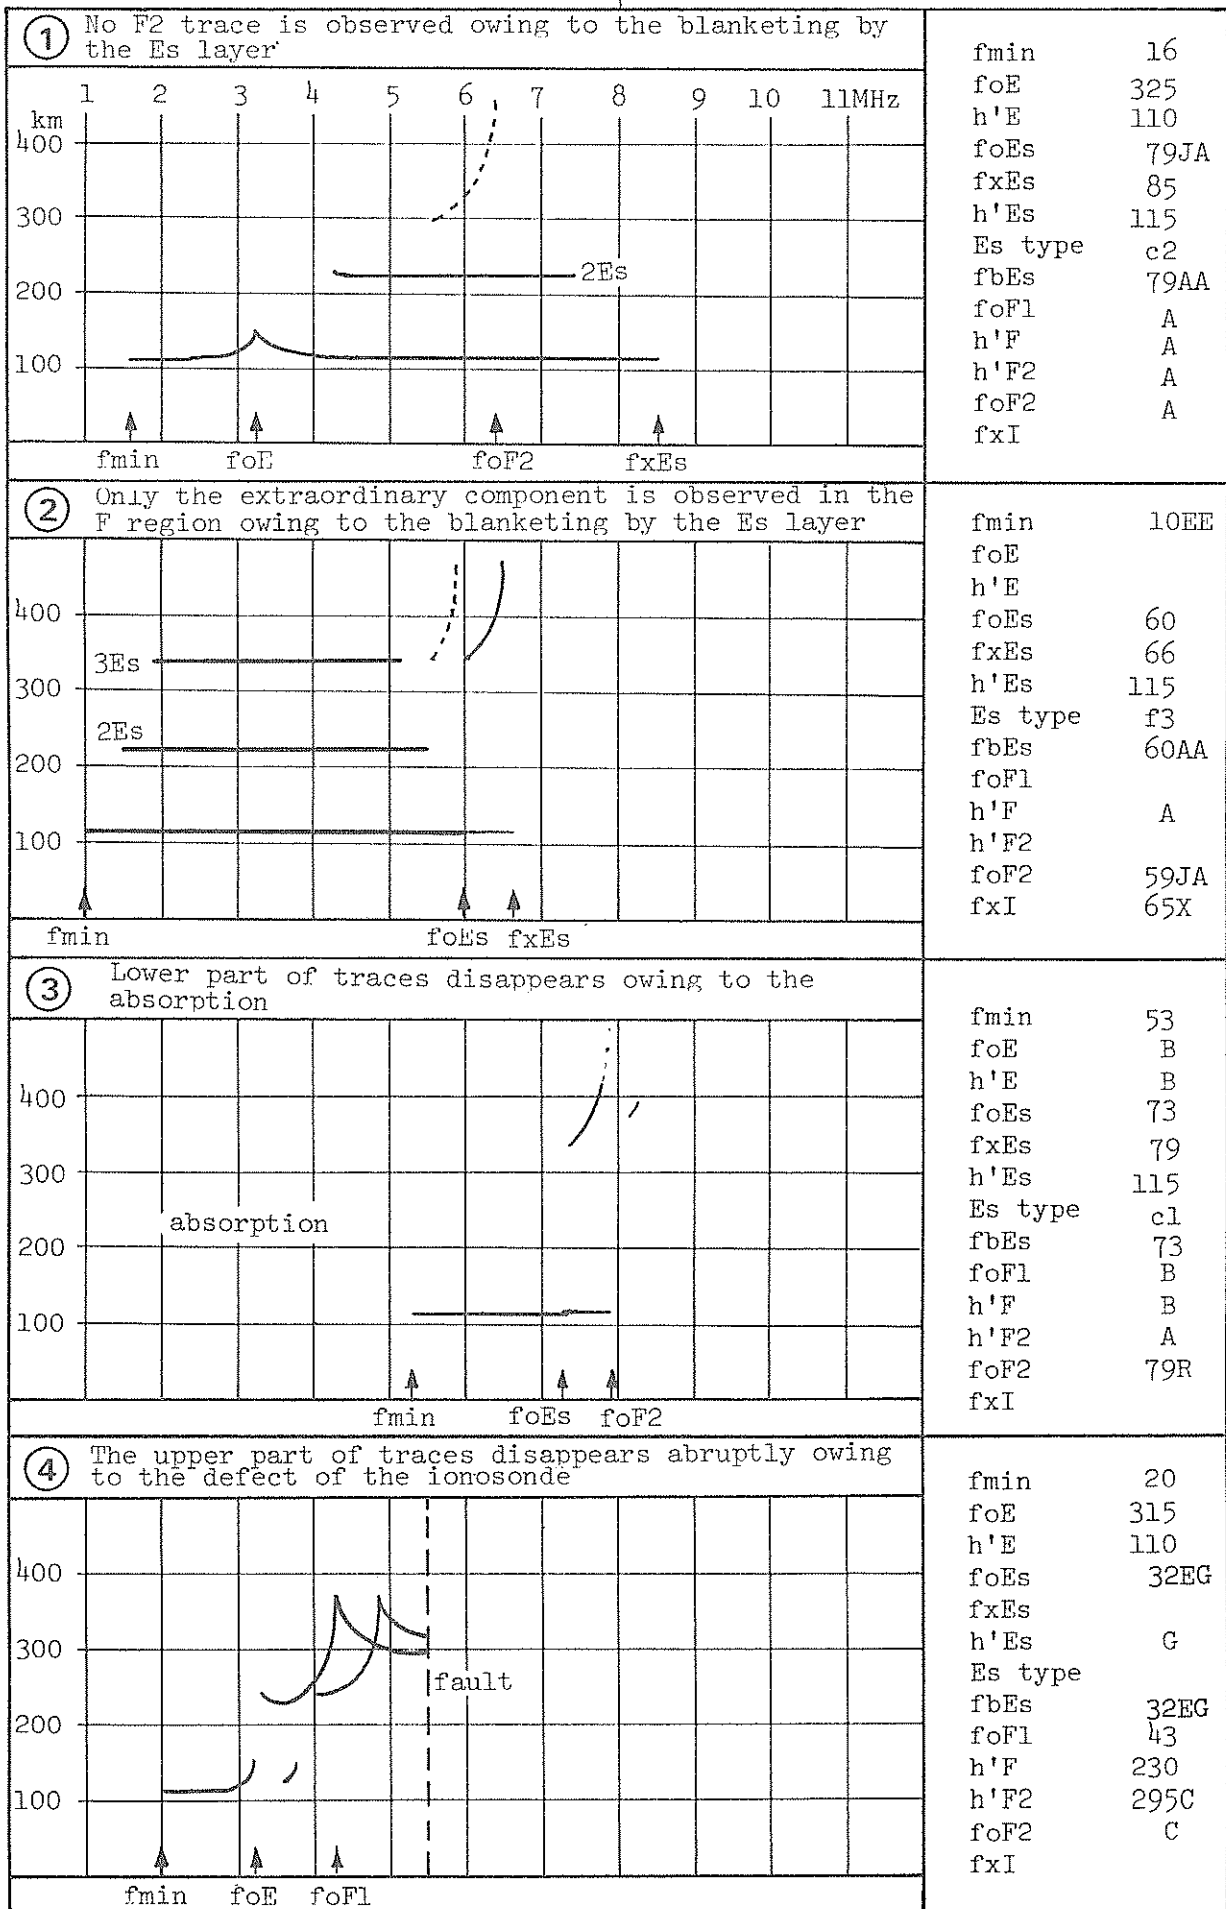 1 No F2 trace is observed owing to the blanketing by
the Es layer
1 2 3 4 5 6 7 8 9 10 11MHz
km
400
300
2Es
200
100
fmin foE foF2 fxEs
fmin 16
foE 325
h'E 110
foEs 79JA
fxEs 85
h'Es 115
Es type c2
fbEs 79AA
foF1 A
h'F A
h'F2 A
foF2 A
fxI
2 Only the extraordinary component is observed in the
F region owing to the blanketing by the Es layer
400
3Es
300
2Es
200
100
fmin foEs fxEs
fmin 10EE
foE
h'E
foEs 60
fxEs 66
h'Es 115
Es type f3
fbEs 60AA
foF1
h'F A
h'F2
foF2 59JA
fxI 65X
3 Lower part of traces disappears owing to the
absorption
400
300
absorption
200
100
fmin foEs foF2
fmin 53
foE B
h'E B
foEs 73
fxEs 79
h'Es 115
Es type c1
fbEs 73
foF1 B
h'F B
h'F2 A
foF2 79R
fxI
4 The upper part of traces disappears abruptly owing
to the defect of the ionosonde
400
300
fault
200
100
fmin foE foF1
fmin 20
foE 315
h'E 110
foEs 32EG
fxEs
h'Es G
Es type
fbEs 32EG
foF1 43
h'F 230
h'F2 295C
foF2 C
fxI